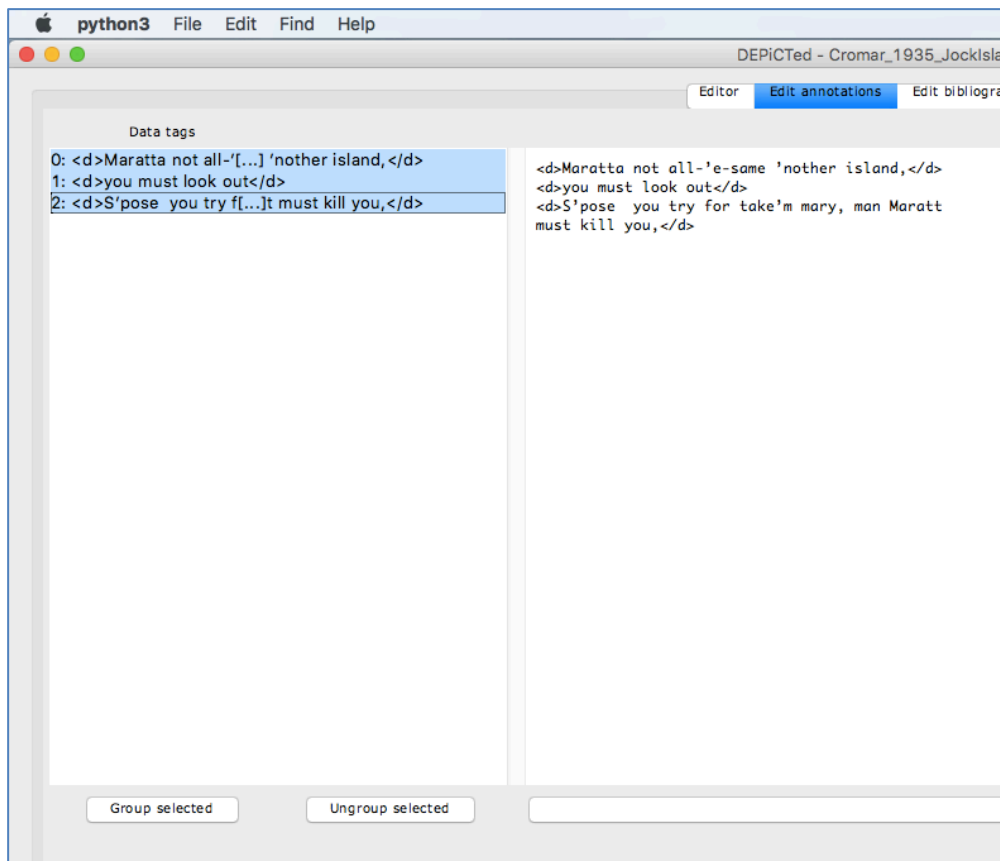 python3 File Edit Find Help
DEPiCTed - Cromar_1935_JockIsla
Editor Edit annotations Edit bibliogra
Data tags
0: <d>Maratta not all-’[...] ’nother island,</d>
1: <d>you must look out</d>
2: <d>S’pose  you try f[...]t must kill you,</d>
<d>Maratta not all-’e-same ’nother island,</d>
<d>you must look out</d>
<d>S’pose  you try for take’m mary, man Maratt
must kill you,</d>
Group selected Ungroup selected